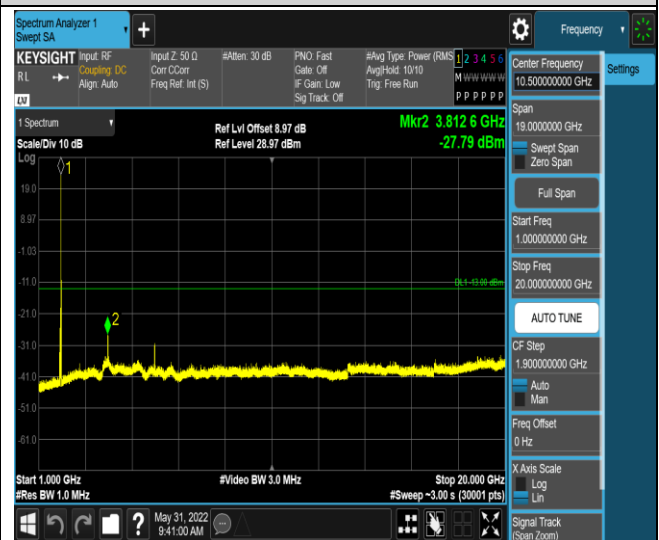 Spectrum Analyzer 1
Swept SA
+
Frequency
KEYSIGHT
RL
LXI
Input: RF
Coupling: DC
Align: Auto
Input Z: 50 Ω
Corr CCorr
Freq Ref: Int (S)
#Atten: 30 dB
PNO: Fast
Gate: Off
IF Gain: Low
Sig Track: Off
#Avg Type: Power (RMS
Avg|Hold: 10/10
Trig: Free Run
1 2 3 4 5 6
M W W W W W
P P P P P P
Settings
Center Frequency
10.500000000 GHz
Span
19.0000000 GHz
Swept Span
Zero Span
Full Span
Start Freq
1.000000000 GHz
Stop Freq
20.000000000 GHz
AUTO TUNE
CF Step
1.900000000 GHz
Auto
Man
Freq Offset
0 Hz
X Axis Scale
Log
Lin
Signal Track
(Span Zoom)
1 Spectrum
Scale/Div 10 dB
Log
Ref Lvl Offset 8.97 dB
Ref Level 28.97 dBm
Mkr2 3.812 6 GHz
-27.79 dBm
1
19.0
8.97
-1.03
-11.0
DL1 -13.00 dBm
-21.0
2
-31.0
-41.0
-51.0
-61.0
Start 1.000 GHz
#Video BW 3.0 MHz
Stop 20.000 GHz
#Res BW 1.0 MHz
#Sweep ~3.00 s (30001 pts)
?
May 31, 2022
9:41:00 AM